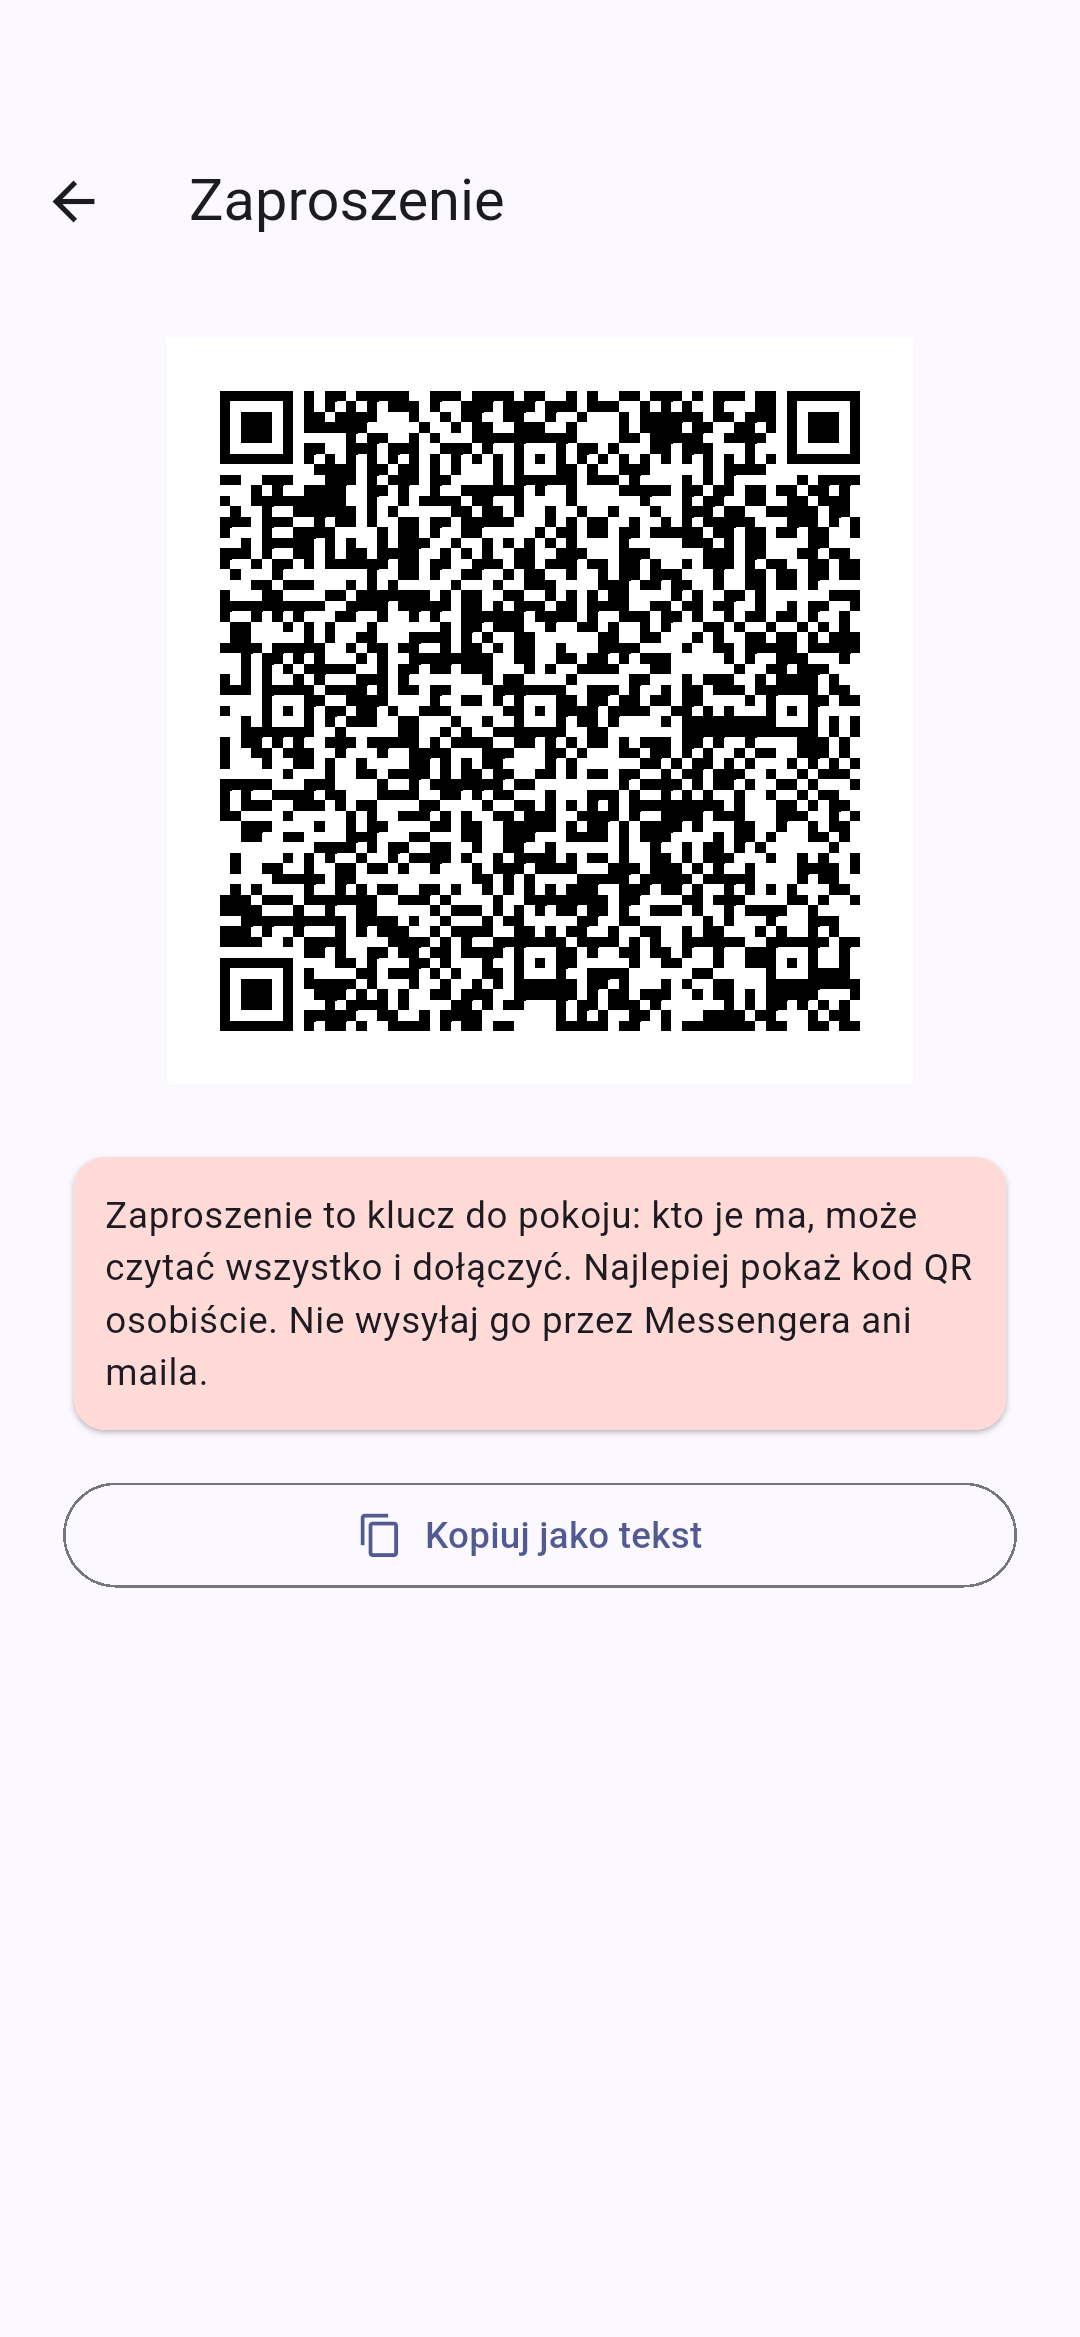 Zaproszenie
Zaproszenie to klucz do pokoju: kto je ma, może
czytać wszystko i dołączyć. Najlepiej pokaż kod QR
osobiście. Nie wysyłaj go przez Messengera ani
maila.
Kopiuj jako tekst